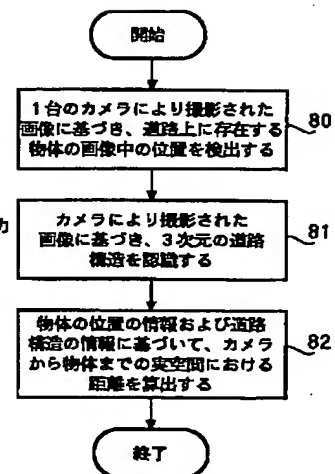 開始
1台のカメラにより撮影された
画像に基づき、道路上に存在する
物体の画像中の位置を検出する
80
カ
カメラにより撮影された
画像に基づき、3次元の道路
構造を認識する
81
物体の位置の情報および道路
構造の情報に基づいて、カメラ
から物体までの実空間における
距離を算出する
82
終了